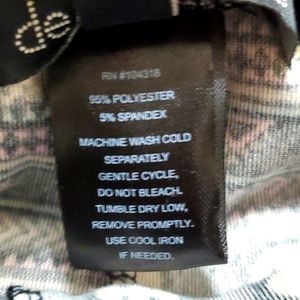 de
RN #104318
95% POLYESTER
5% SPANDEX
MACHINE WASH COLD
SEPARATELY
GENTLE CYCLE,
DO NOT BLEACH.
TUMBLE DRY LOW,
REMOVE PROMPTLY.
USE COOL IRON
IF NEEDED.